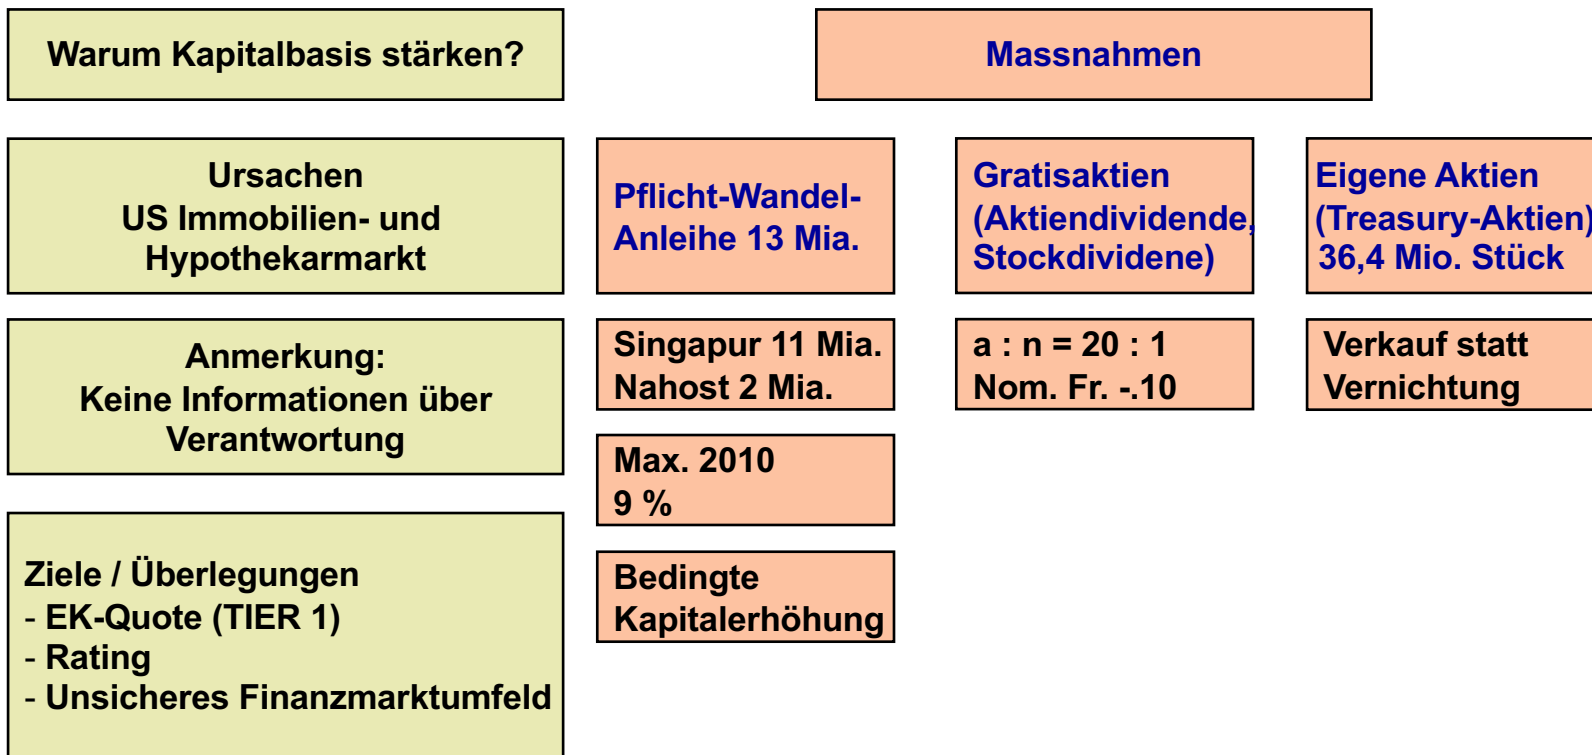 Warum Kapitalbasis stärken?
Massnahmen
Ursachen
US Immobilien- und
Hypothekarmarkt
Anmerkung:
Keine Informationen über
Verantwortung
Ziele / Überlegungen
- EK-Quote (TIER 1)
- Rating
- Unsicheres Finanzmarktumfeld
Pflicht-Wandel-
Anleihe 13 Mia.
Singapur 11 Mia.
Nahost 2 Mia.
Max. 2010
9 %
Bedingte
Kapitalerhöhung
Gratisaktien
(Aktiendividende,
Stockdividene)
a : n = 20 : 1
Nom. Fr. -.10
Eigene Aktien
(Treasury-Aktien)
36,4 Mio. Stück
Verkauf statt
Vernichtung